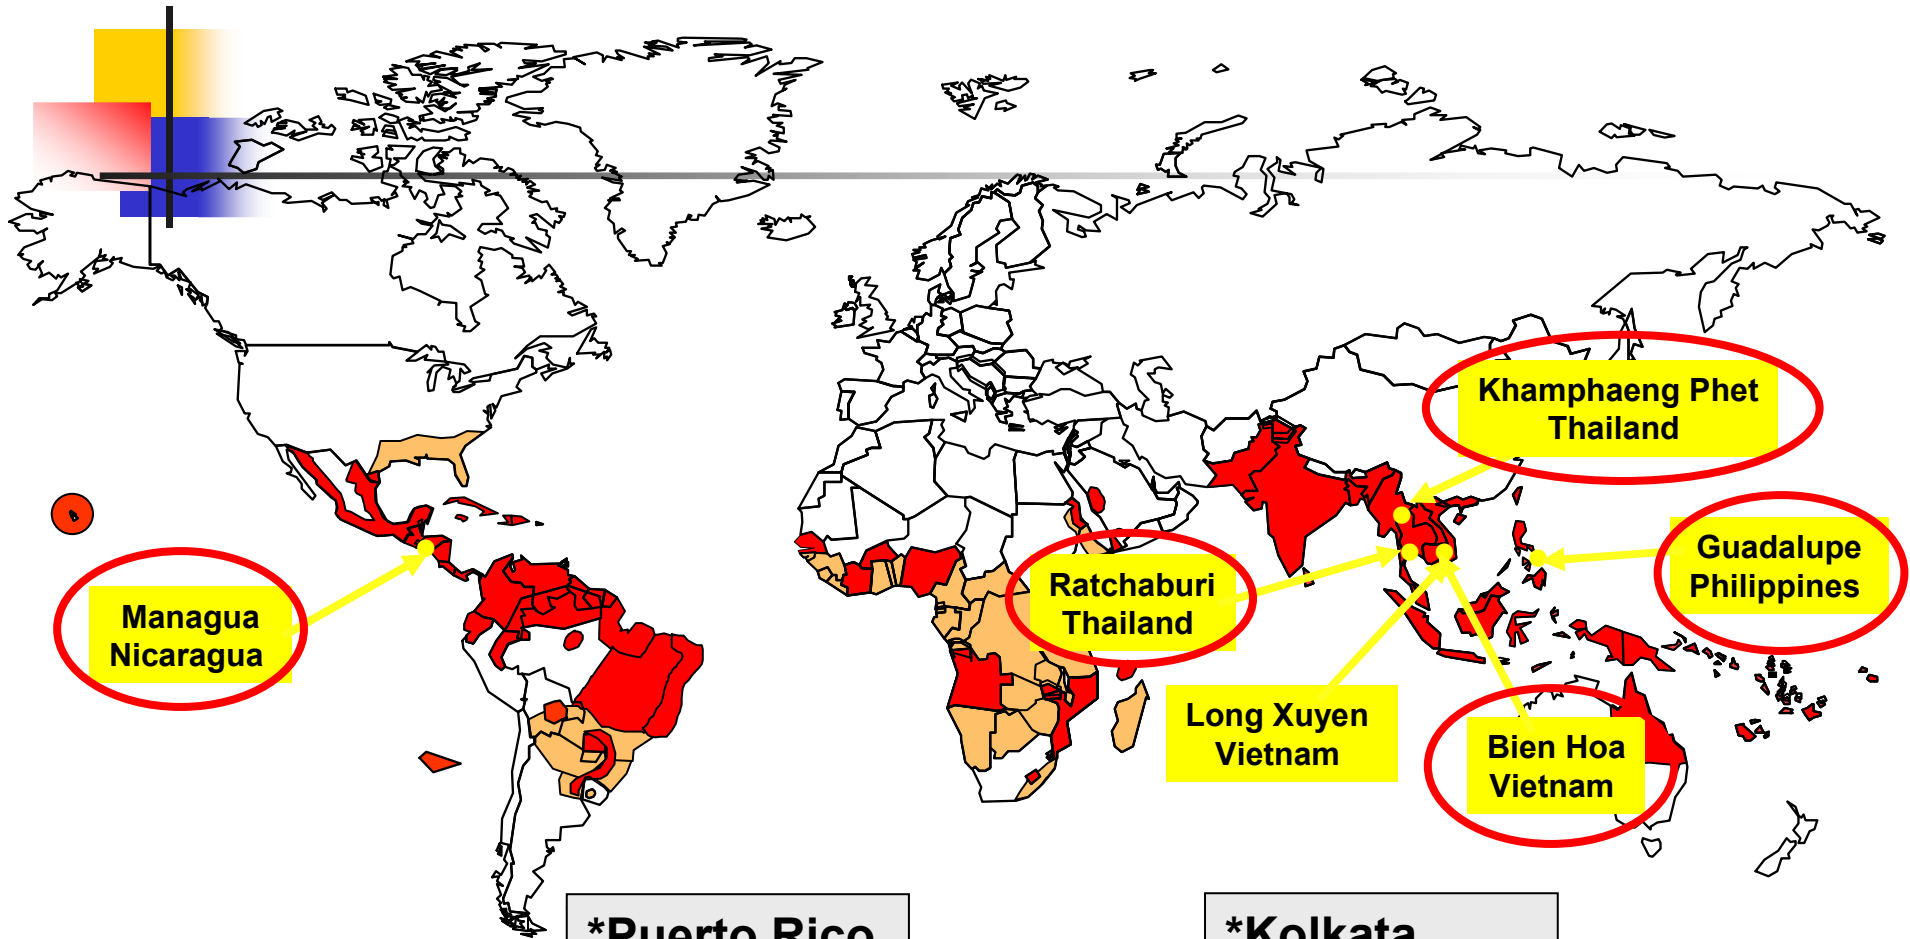 Khamphaeng Phet
Thailand
Guadalupe
Philippines
Ratchaburi
Thailand
Managua
Nicaragua
Long Xuyen
Vietnam
Bien Hoa
Vietnam
*Puerto Rico
*Kolkata